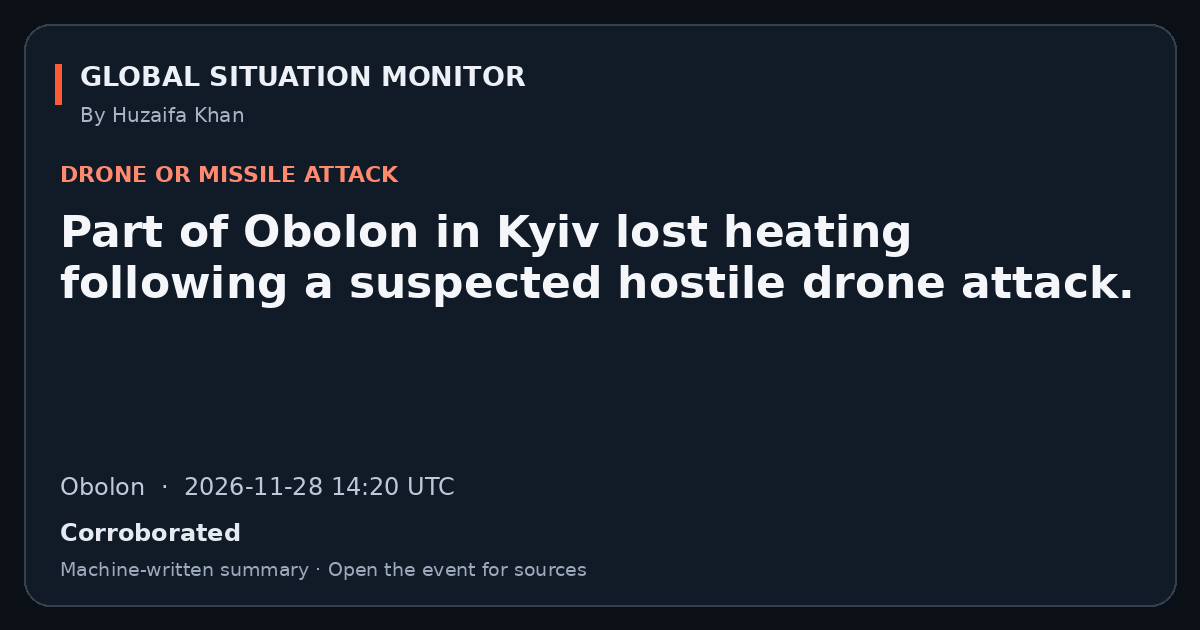 GLOBAL SITUATION MONITOR
By Huzaifa Khan
DRONE OR MISSILE ATTACK
Part of Obolon in Kyiv lost heating
following a suspected hostile drone attack.
Obolon · 2026-11-28 14:20 UTC
Corroborated
Machine-written summary · Open the event for sources